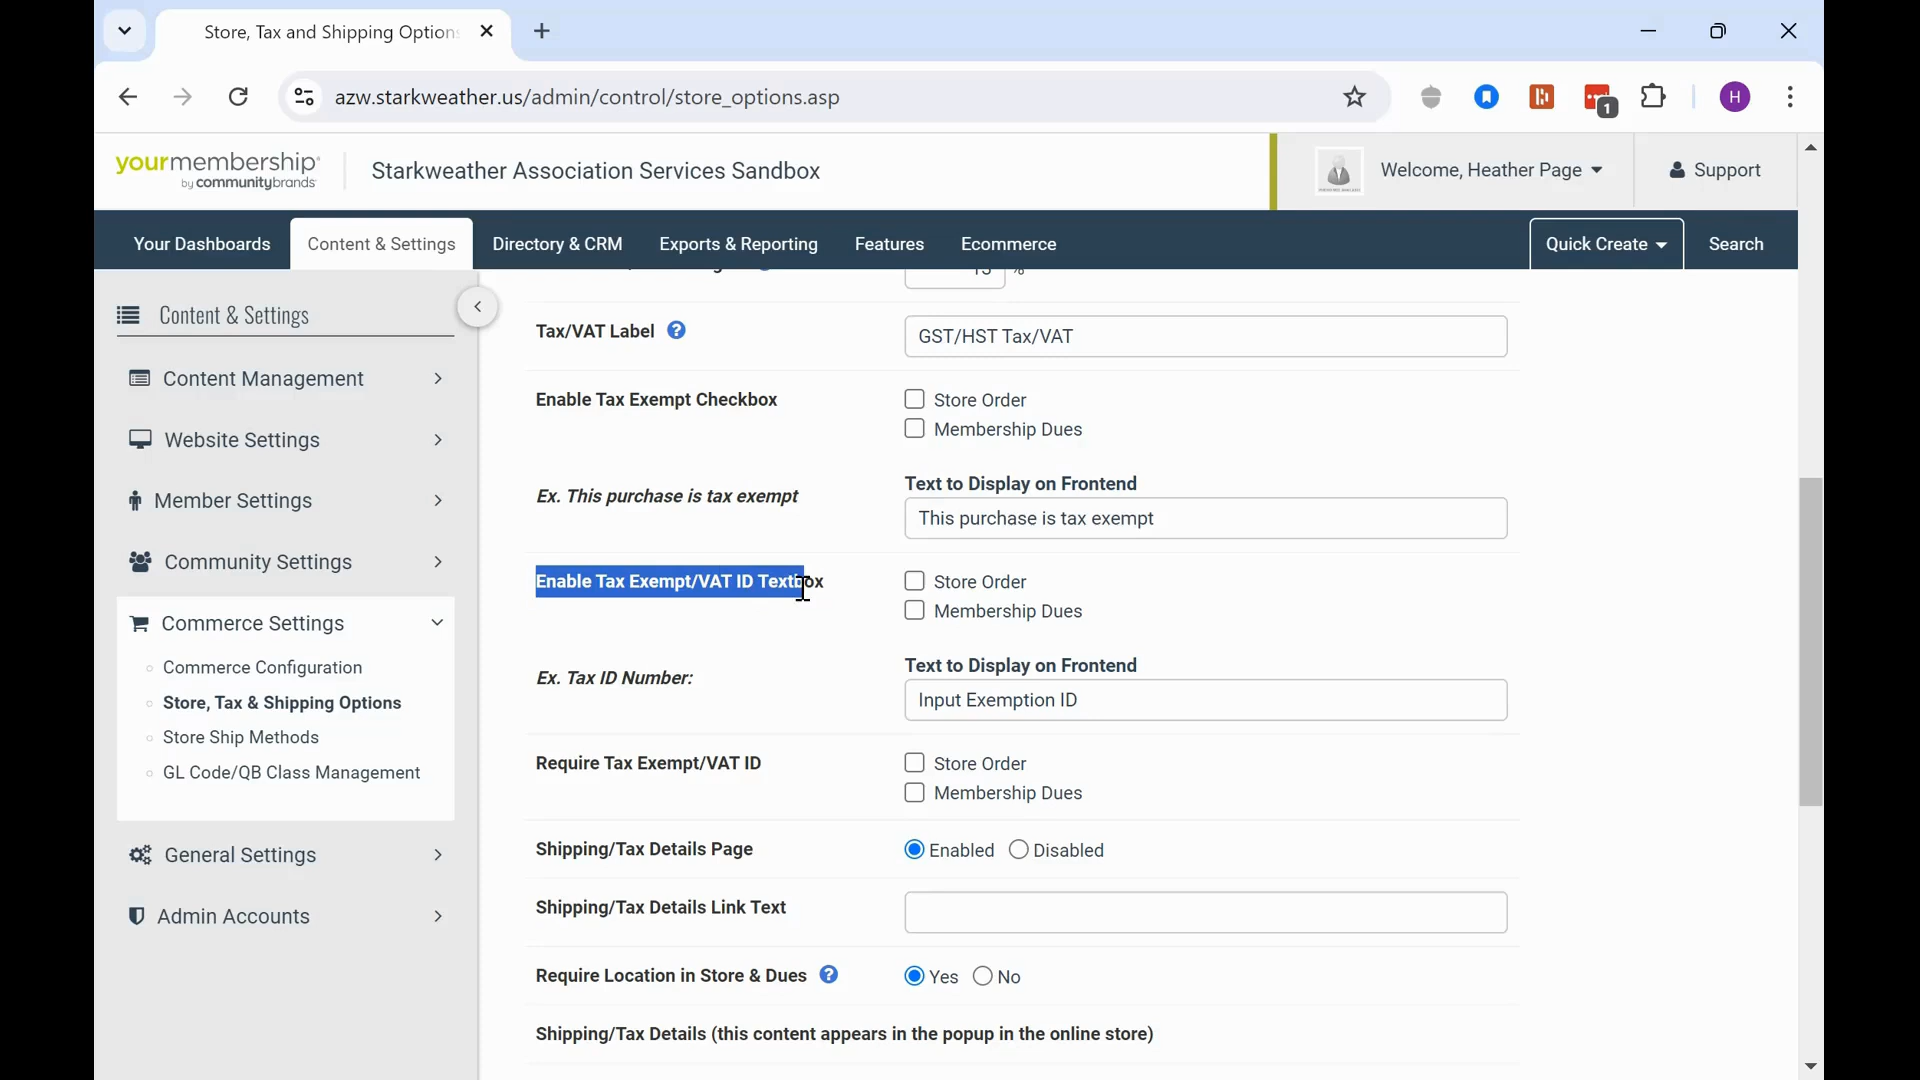 Store, Tax and Shipping Option
azw.starkweather.us/admin/control/store_options.asp
1
H
yourmembership
by communitybrands
Starkweather Association Services Sandbox
Welcome, Heather Page
Support
Your Dashboards
Content & Settings
Directory & CRM
Exports & Reporting
Features
Ecommerce
Quick Create
Search
Content & Settings
Content Management
Website Settings
Member Settings
Community Settings
Commerce Settings
Commerce Configuration
Store, Tax & Shipping Options
Store Ship Methods
GL Code/QB Class Management
General Settings
Admin Accounts
%
Tax/VAT Label ?
GST/HST Tax/VAT
Enable Tax Exempt Checkbox
Store Order
Membership Dues
Ex. This purchase is tax exempt
Text to Display on Frontend
This purchase is tax exempt
Enable Tax Exempt/VAT ID Textbox
Store Order
Membership Dues
Ex. Tax ID Number:
Text to Display on Frontend
Input Exemption ID
Require Tax Exempt/VAT ID
Store Order
Membership Dues
Shipping/Tax Details Page
Enabled
Disabled
Shipping/Tax Details Link Text
Require Location in Store & Dues ?
Yes
No
Shipping/Tax Details (this content appears in the popup in the online store)